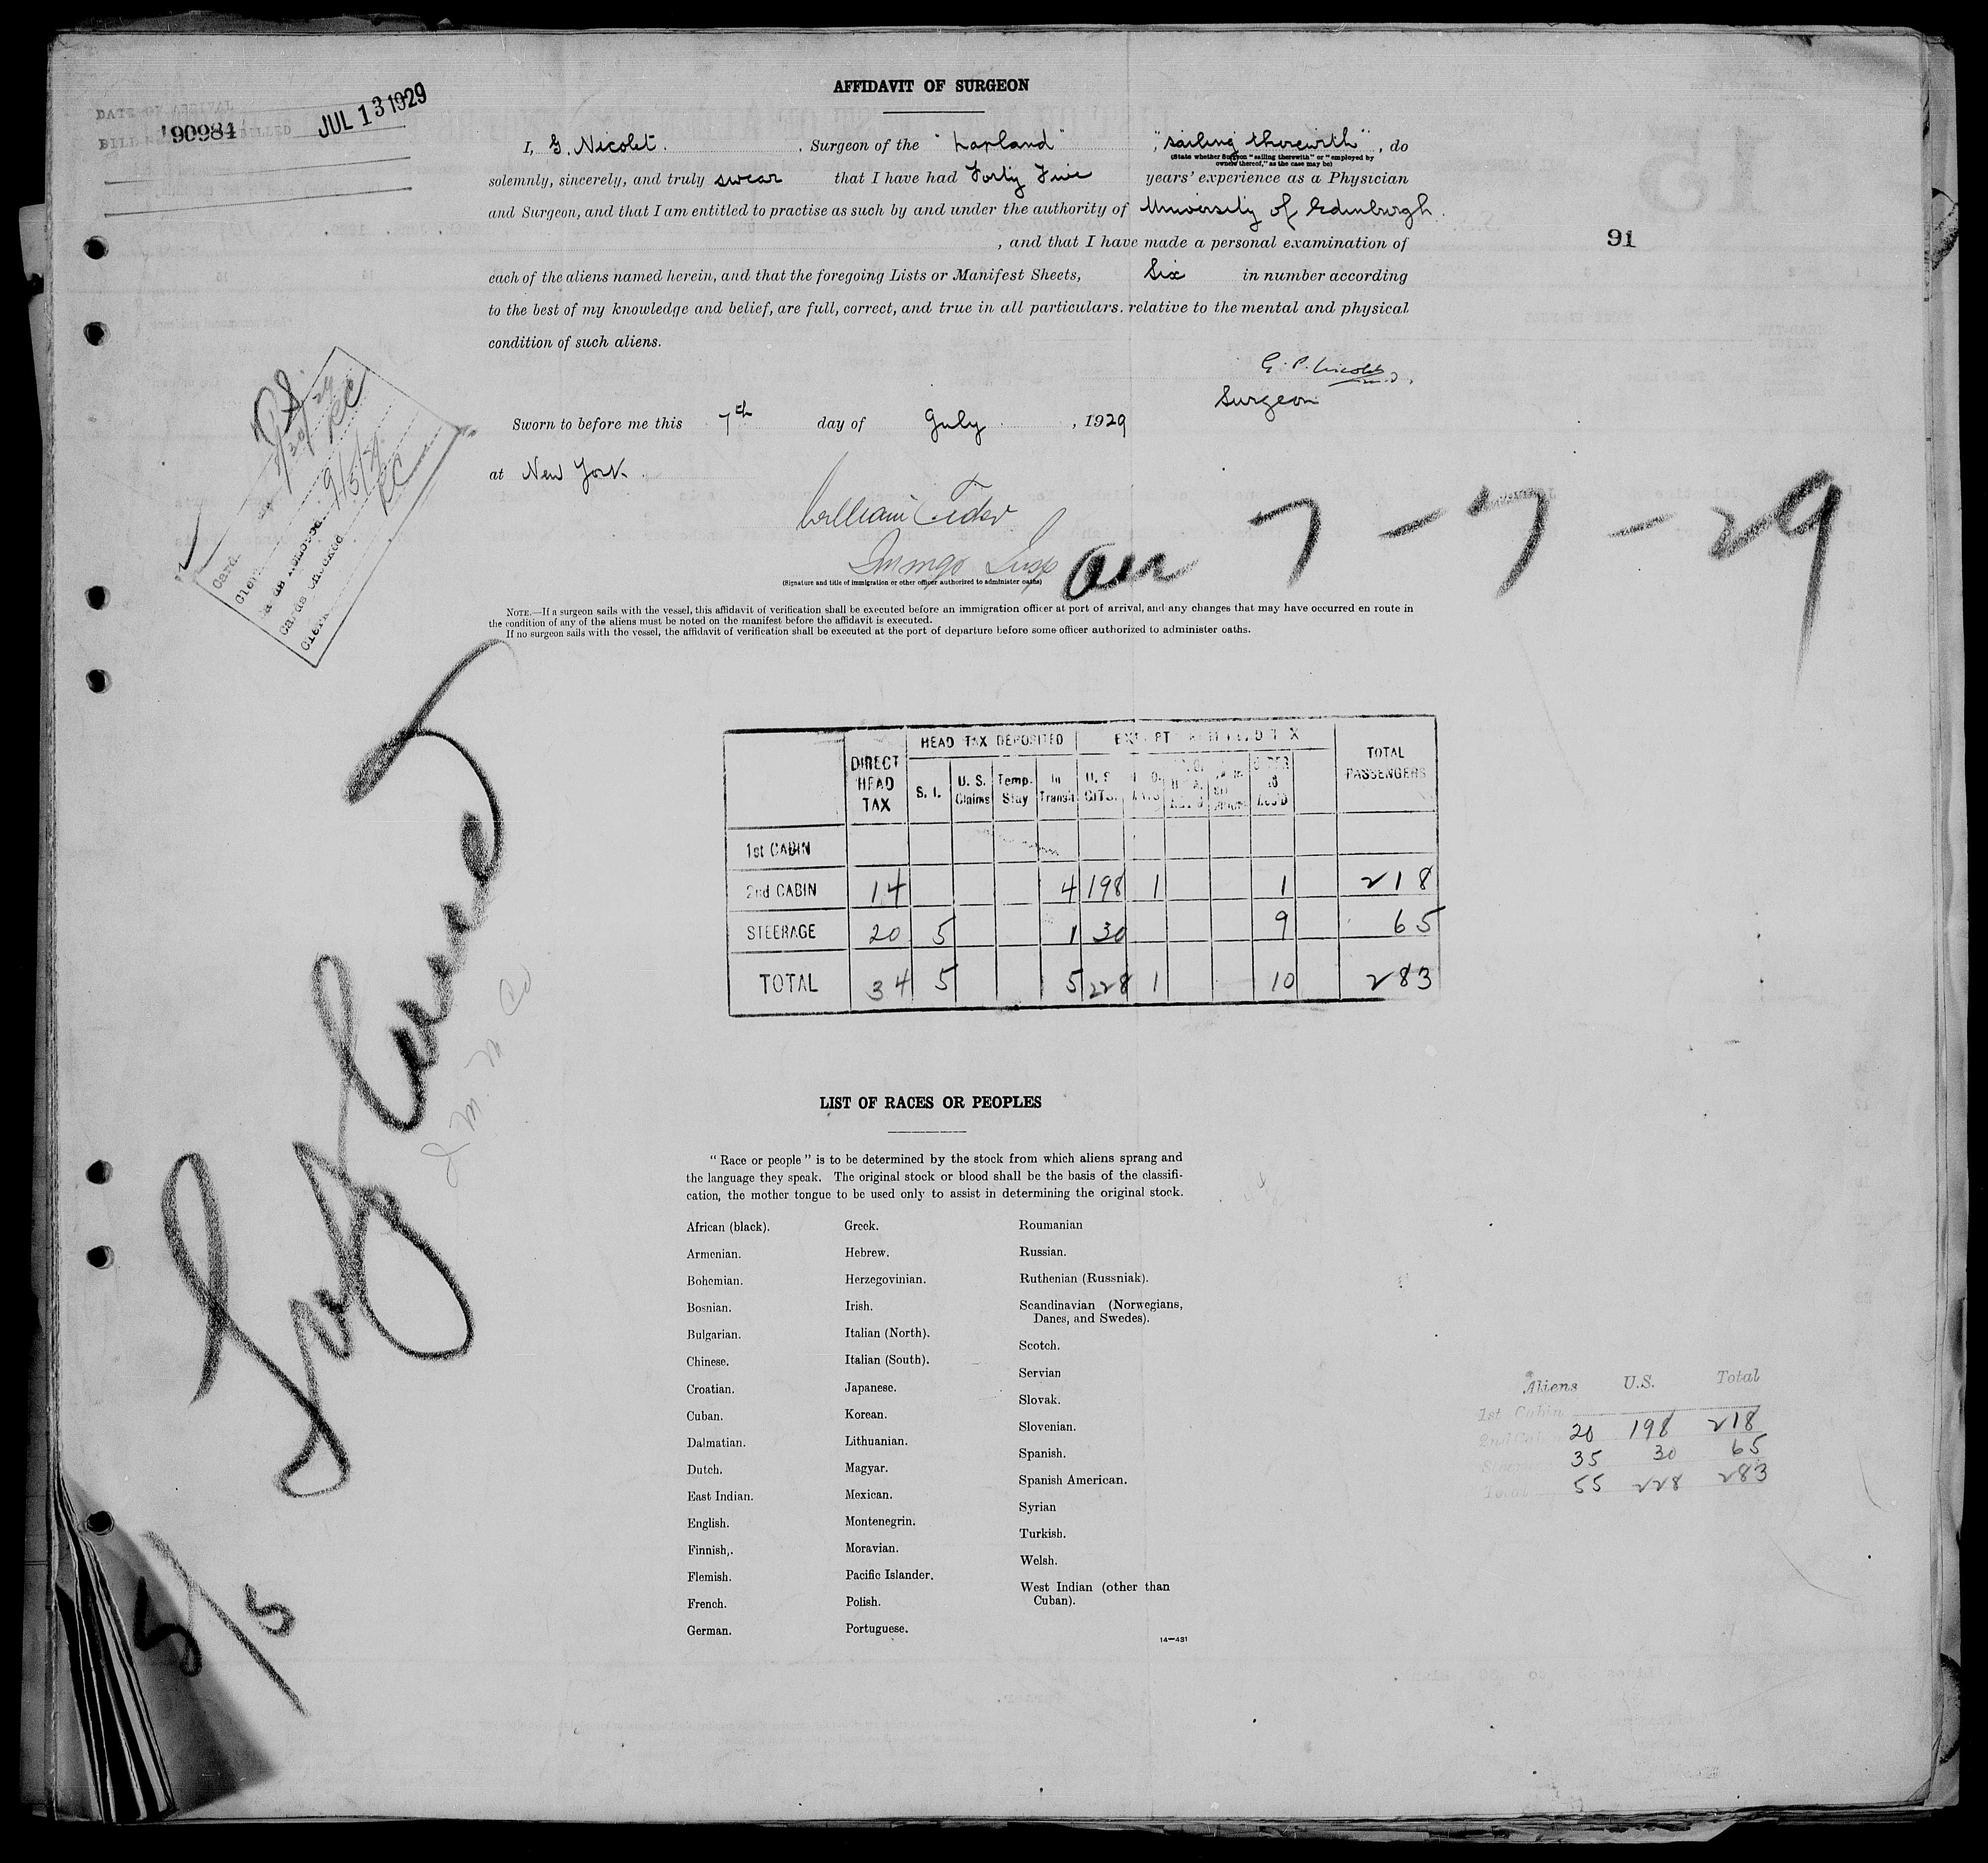 AFFIDAVIT OF SURGEON
DATE OF ARRIVAL
190984
JUL 13 1929
I, G. Nicolet. , Surgeon of the "Lapland" , "sailing therewith" , do
(State whether Surgeon "sailing therewith" or "employed by
owners thereof," as the case may be)
solemnly, sincerely, and truly swear that I have had Forty Five years' experience as a Physician
and Surgeon, and that I am entitled to practise as such by and under the authority of University of Edinburgh.
, and that I have made a personal examination of
91
each of the aliens named herein, and that the foregoing Lists or Manifest Sheets, Six in number according
to the best of my knowledge and belief, are full, correct, and true in all particulars. relative to the mental and physical
condition of such aliens.
G. P. Nicolet M.D.
Surgeon
Sworn to before me this 7th day of July , 1929
at New York.
William
Immgt Insp
Arr 7-7-29
(Signature and title of immigration or other officer authorized to administer oaths)
NOTE.—If a surgeon sails with the vessel, this affidavit of verification shall be executed before an immigration officer at port of arrival, and any changes that may have occurred en route in
the condition of any of the aliens must be noted on the manifest before the affidavit is executed.
If no surgeon sails with the vessel, the affidavit of verification shall be executed at the port of departure before some officer authorized to administer oaths.
Card
Cards Checked
Clerk
DIRECT HEAD TAX
HEAD TAX DEPOSITED
S. I.
U. S. Claims
Temp. Stay
In Transit
U. S. CITS.
TOTAL PASSENGERS
1st CABIN
2nd CABIN 14 4 198 1 1 218
STEERAGE 20 5 1 30 9 65
TOTAL 34 5 5 228 1 10 283
LIST OF RACES OR PEOPLES
"Race or people" is to be determined by the stock from which aliens sprang and
the language they speak. The original stock or blood shall be the basis of the classifi-
cation, the mother tongue to be used only to assist in determining the original stock.
African (black).
Armenian.
Bohemian.
Bosnian.
Bulgarian.
Chinese.
Croatian.
Cuban.
Dalmatian.
Dutch.
East Indian.
English.
Finnish,.
Flemish.
French.
German.
Greek.
Hebrew.
Herzegovinian.
Irish.
Italian (North).
Italian (South).
Japanese.
Korean.
Lithuanian.
Magyar.
Mexican.
Montenegrin.
Moravian.
Pacific Islander.
Polish.
Portuguese.
Roumanian
Russian.
Ruthenian (Russniak).
Scandinavian (Norwegians,
Danes, and Swedes).
Scotch.
Servian
Slovak.
Slovenian.
Spanish.
Spanish American.
Syrian
Turkish.
Welsh.
West Indian (other than
Cuban).
14—431
Aliens U.S. Total
1st Cabin
2nd Cabin 20 198 218
35 30 65
Total 55 228 283
I M M Co
5/5